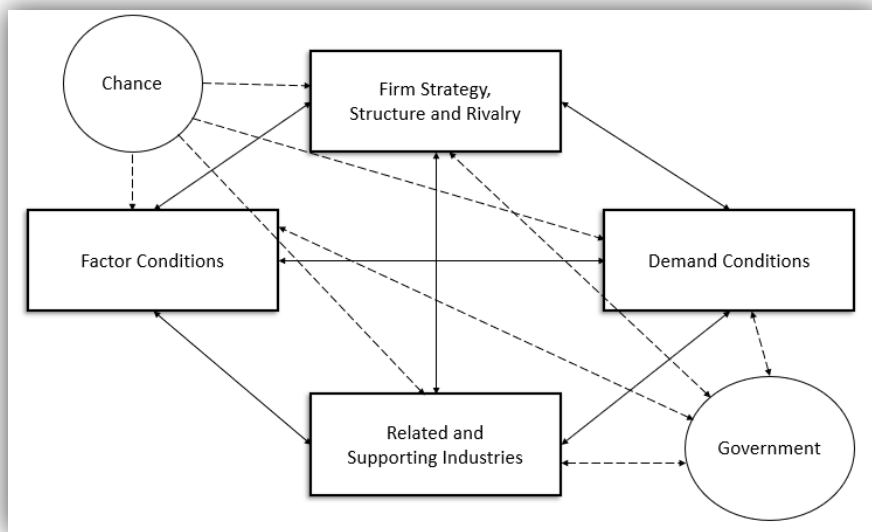 Chance
Firm Strategy,
Structure and Rivalry
Factor Conditions
Demand Conditions
Related and
Supporting Industries
Government